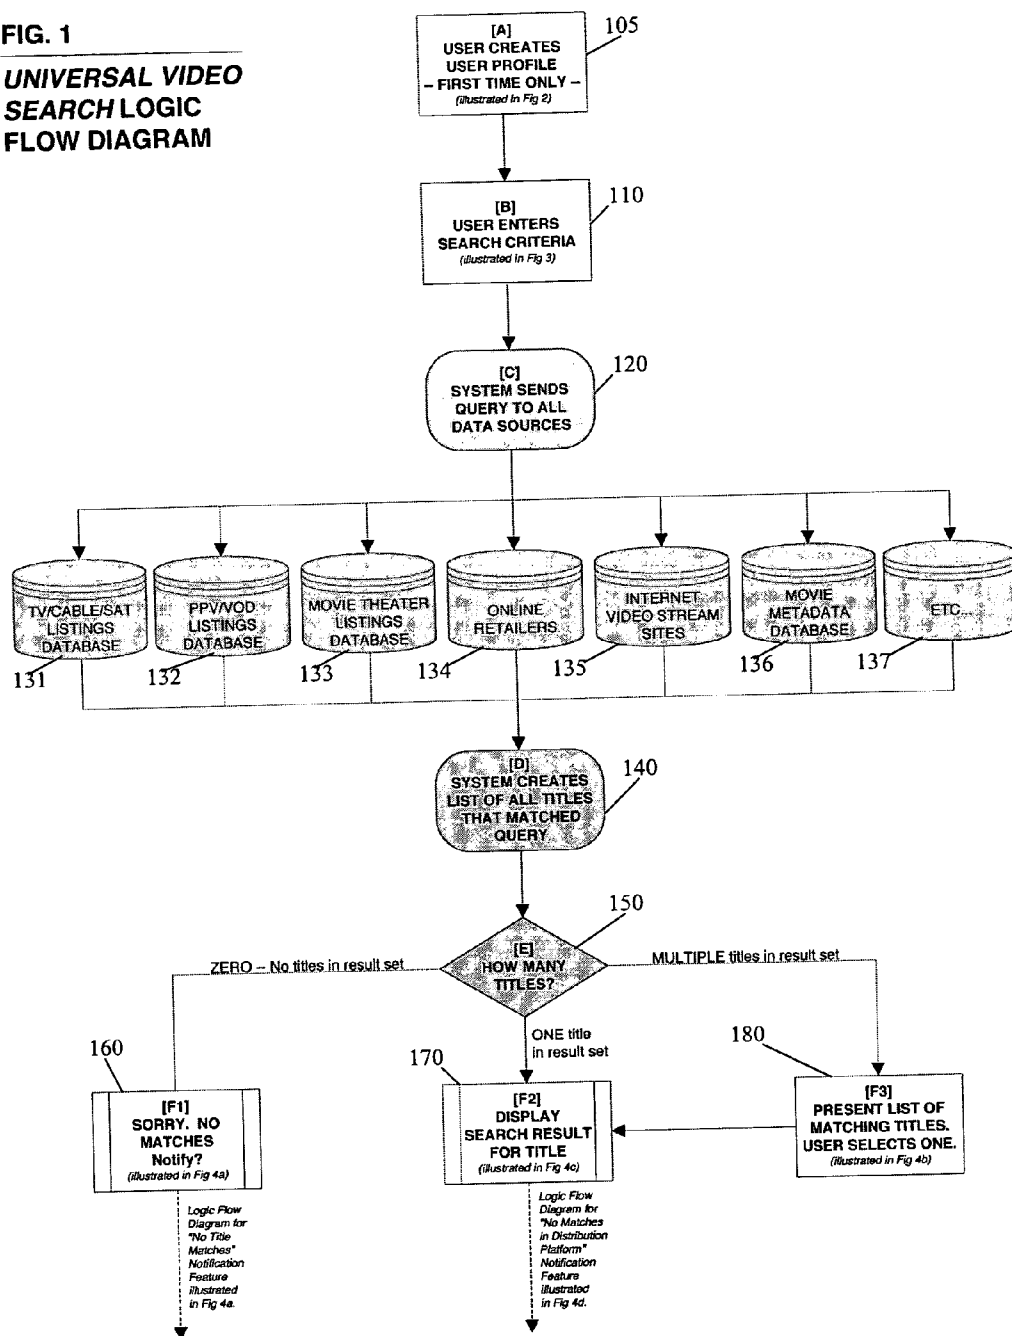 FIG. 1
UNIVERSAL VIDEO
SEARCH LOGIC
FLOW DIAGRAM
[A]
USER CREATES
USER PROFILE
– FIRST TIME ONLY –
(illustrated in Fig 2)
105
[B]
USER ENTERS
SEARCH CRITERIA
(illustrated in Fig 3)
110
[C]
SYSTEM SENDS
QUERY TO ALL
DATA SOURCES
120
TV/CABLE/SAT
LISTINGS
DATABASE
131
PPV/VOD
LISTINGS
DATABASE
132
MOVIE THEATER
LISTINGS
DATABASE
133
ONLINE
RETAILERS
134
INTERNET
VIDEO STREAM
SITES
135
MOVIE
METADATA
DATABASE
136
ETC...
137
[D]
SYSTEM CREATES
LIST OF ALL TITLES
THAT MATCHED
QUERY
140
[E]
HOW MANY
TITLES?
150
ZERO – No titles in result set
MULTIPLE titles in result set
ONE title
in result set
160
[F1]
SORRY. NO
MATCHES
Notify?
(illustrated in Fig 4a)
170
[F2]
DISPLAY
SEARCH RESULT
FOR TITLE
(illustrated in Fig 4c)
180
[F3]
PRESENT LIST OF
MATCHING TITLES.
USER SELECTS ONE.
(illustrated in Fig 4b)
Logic Flow
Diagram for
"No Title
Matches"
Notification
Feature
illustrated
in Fig 4a.
Logic Flow
Diagram for
"No Matches
in Distribution
Platform"
Notification
Feature
illustrated
in Fig 4d.